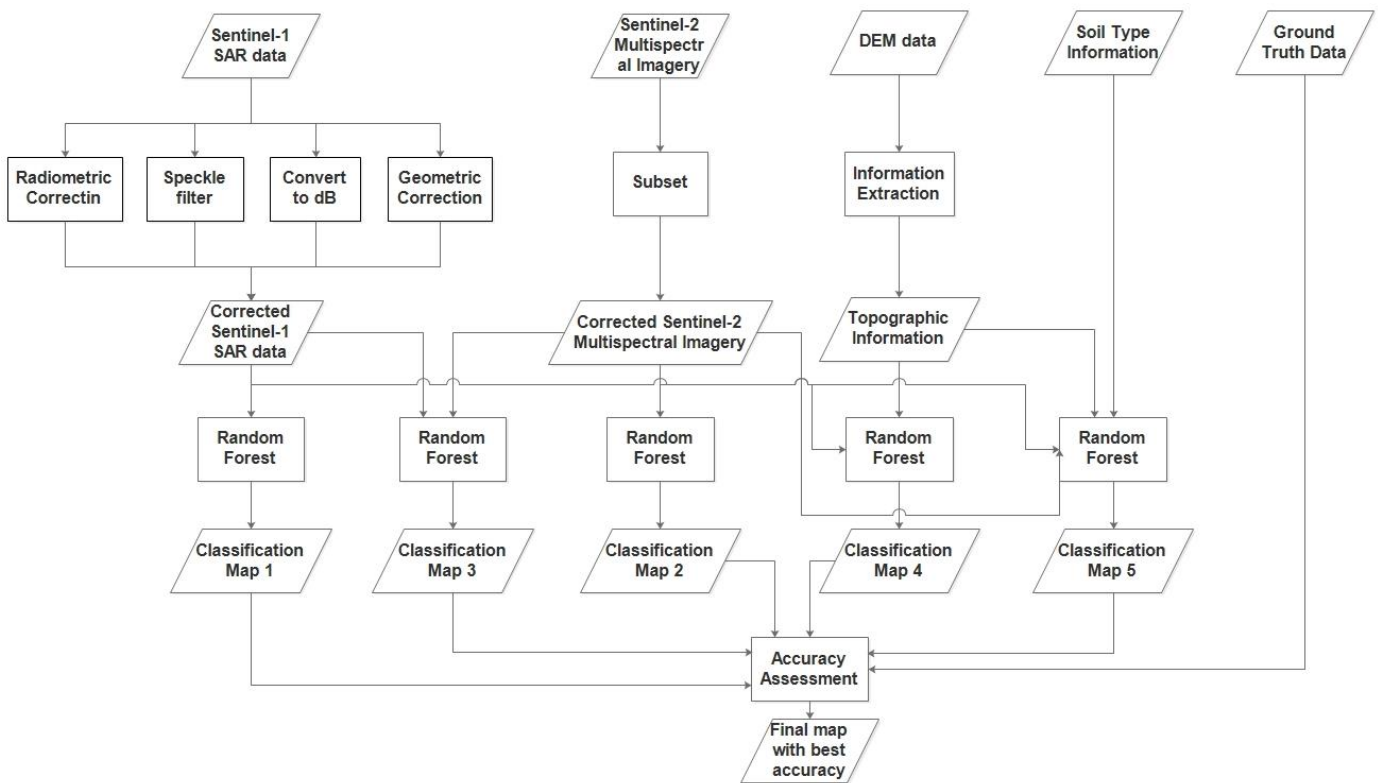 Sentinel-1
SAR data
Sentinel-2
Multispectr
al Imagery
DEM data
Soil Type
Information
Ground
Truth Data
Radiometric
Correctin
Speckle
filter
Convert
to dB
Geometric
Correction
Subset
Information
Extraction
Corrected
Sentinel-1
SAR data
Corrected Sentinel-2
Multispectral Imagery
Topographic
Information
Random
Forest
Random
Forest
Random
Forest
Random
Forest
Random
Forest
Classification
Map 1
Classification
Map 3
Classification
Map 2
Classification
Map 4
Classification
Map 5
Accuracy
Assessment
Final map
with best
accuracy